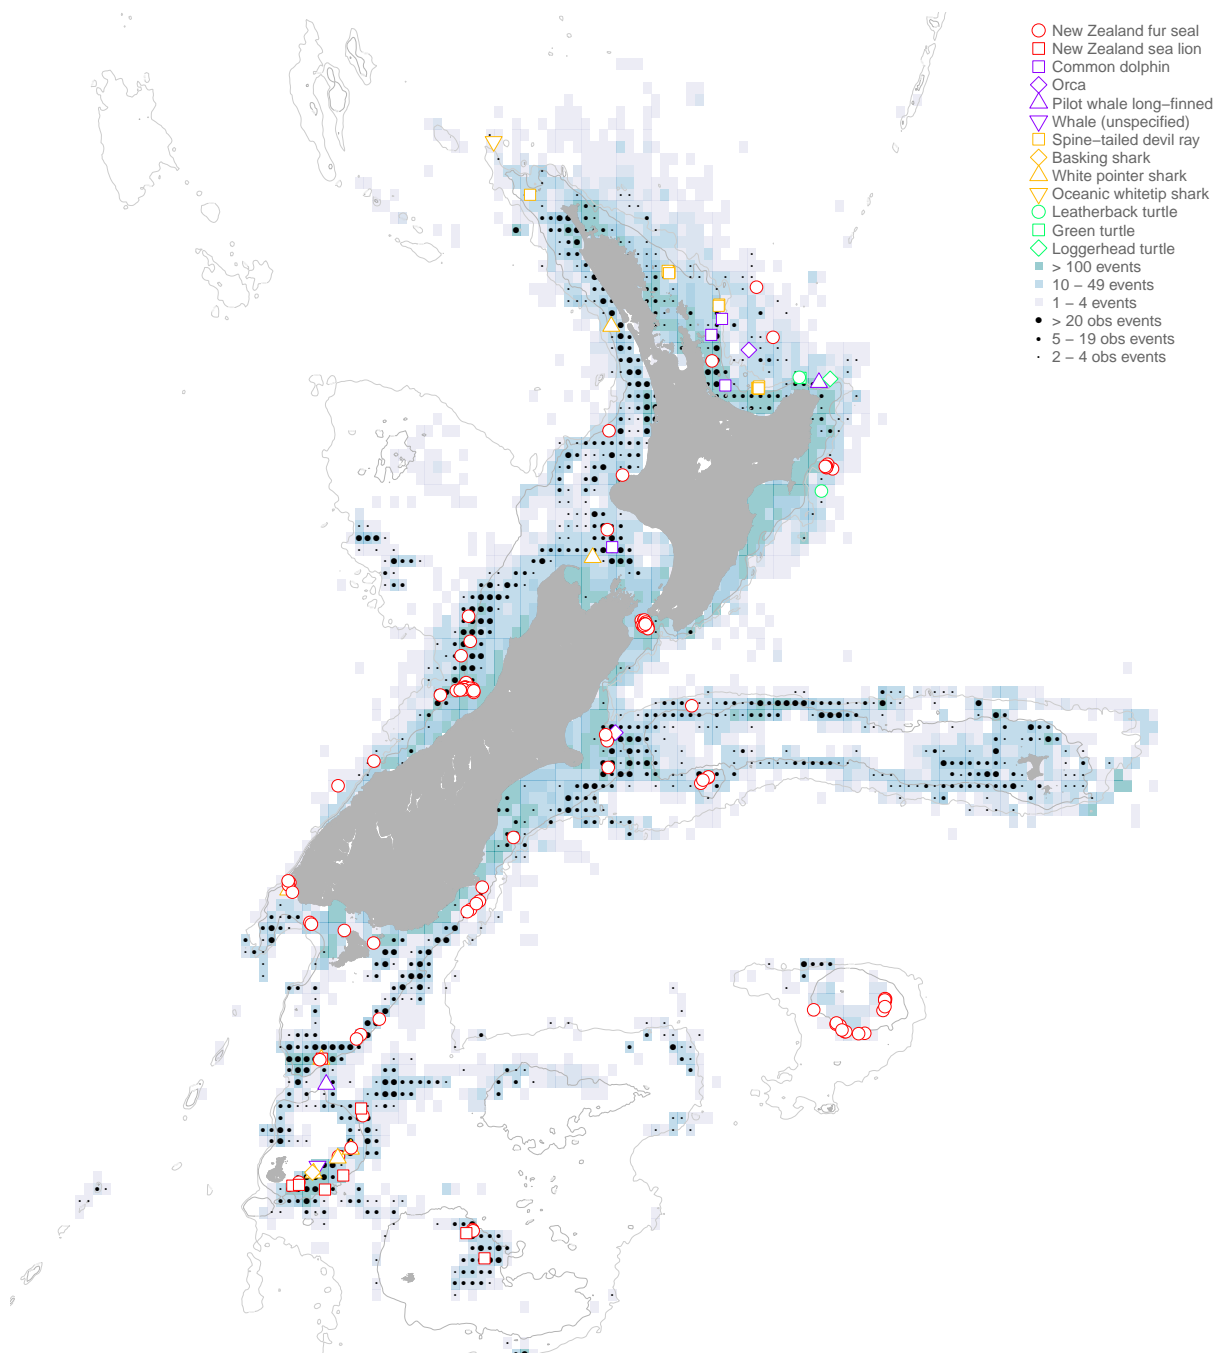 New Zealand fur seal
New Zealand sea lion
Common dolphin
Orca
Pilot whale long−finned
Whale (unspecified)
Spine−tailed devil ray
Basking shark
White pointer shark
Oceanic whitetip shark
Leatherback turtle
Green turtle
Loggerhead turtle
> 100 events
10 − 49 events
1 − 4 events
> 20 obs events
5 − 19 obs events
2 − 4 obs events